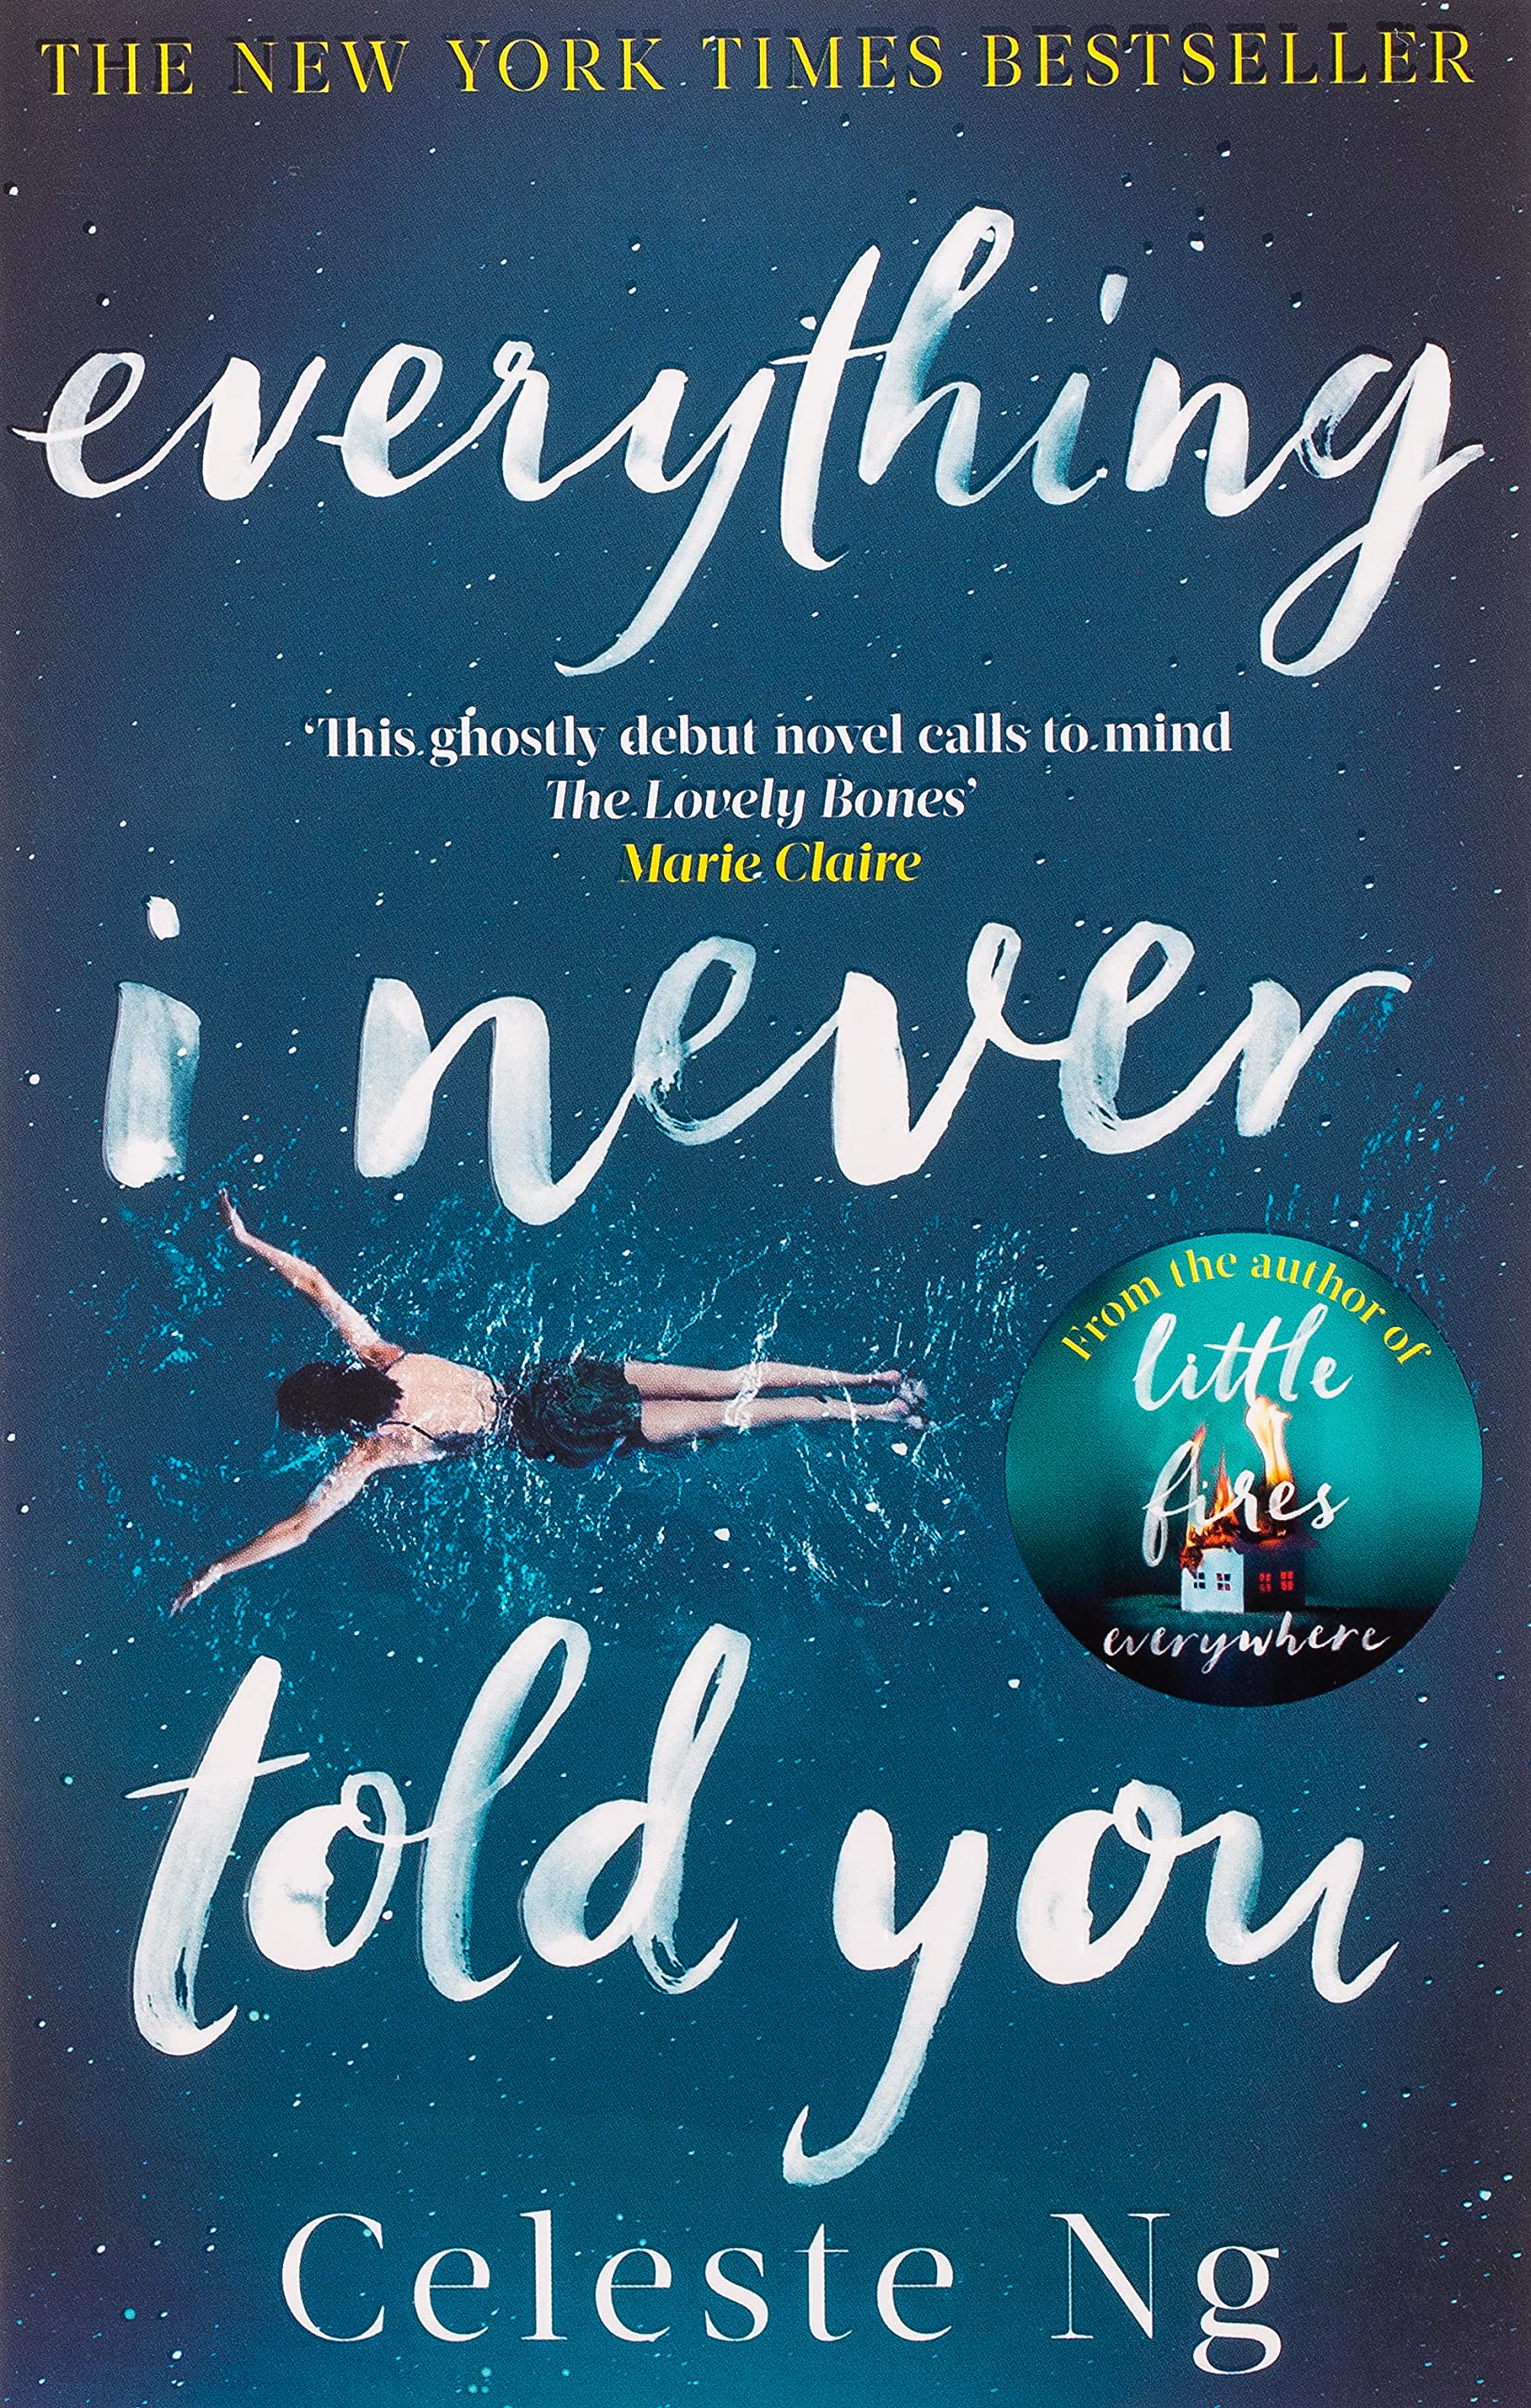 THE NEW YORK TIMES BESTSELLER
everything
‘This ghostly debut novel calls to mind
The Lovely Bones’
Marie Claire
i never
From the author of
little
fires
everywhere
told you
Celeste Ng